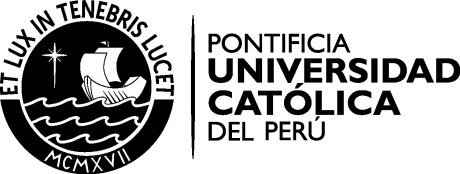 ET LUX IN TENEBRIS LUCET
MCMXVII
PONTIFICIA
UNIVERSIDAD
CATÓLICA
DEL PERÚ